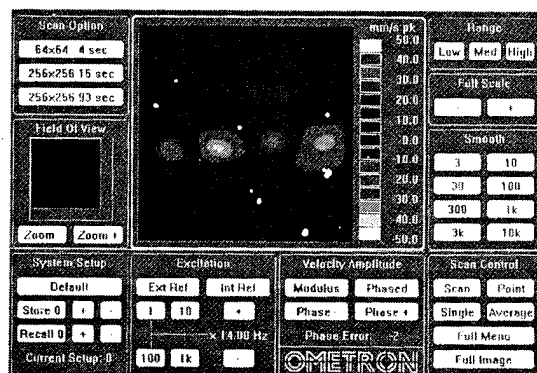 Scan Option
64x64 4 sec
256x256 15 sec
256x256 93 sec
Field Of View
Zoom - Zoom +
mm/s pk
50.0
40.0
30.0
20.0
10.0
0.0
10.0
20.0
30.0
40.0
-50.0
Range
Low Med High
Full Scale
- +
Smooth
3 10
30 100
300 1k
3k 10k
System Setup
Default
Store 0 + -
Recall 0 + -
Current Setup: 0
Excitation
Ext Ref Int Ref
1 10 +
x 14.00 Hz
100 1k -
Velocity Amplitude
Modulus Phased
Phase - Phase +
Phase Error: -2
OMETRON
Scan Control
Scan Point
Single Average
Full Menu
Full Image